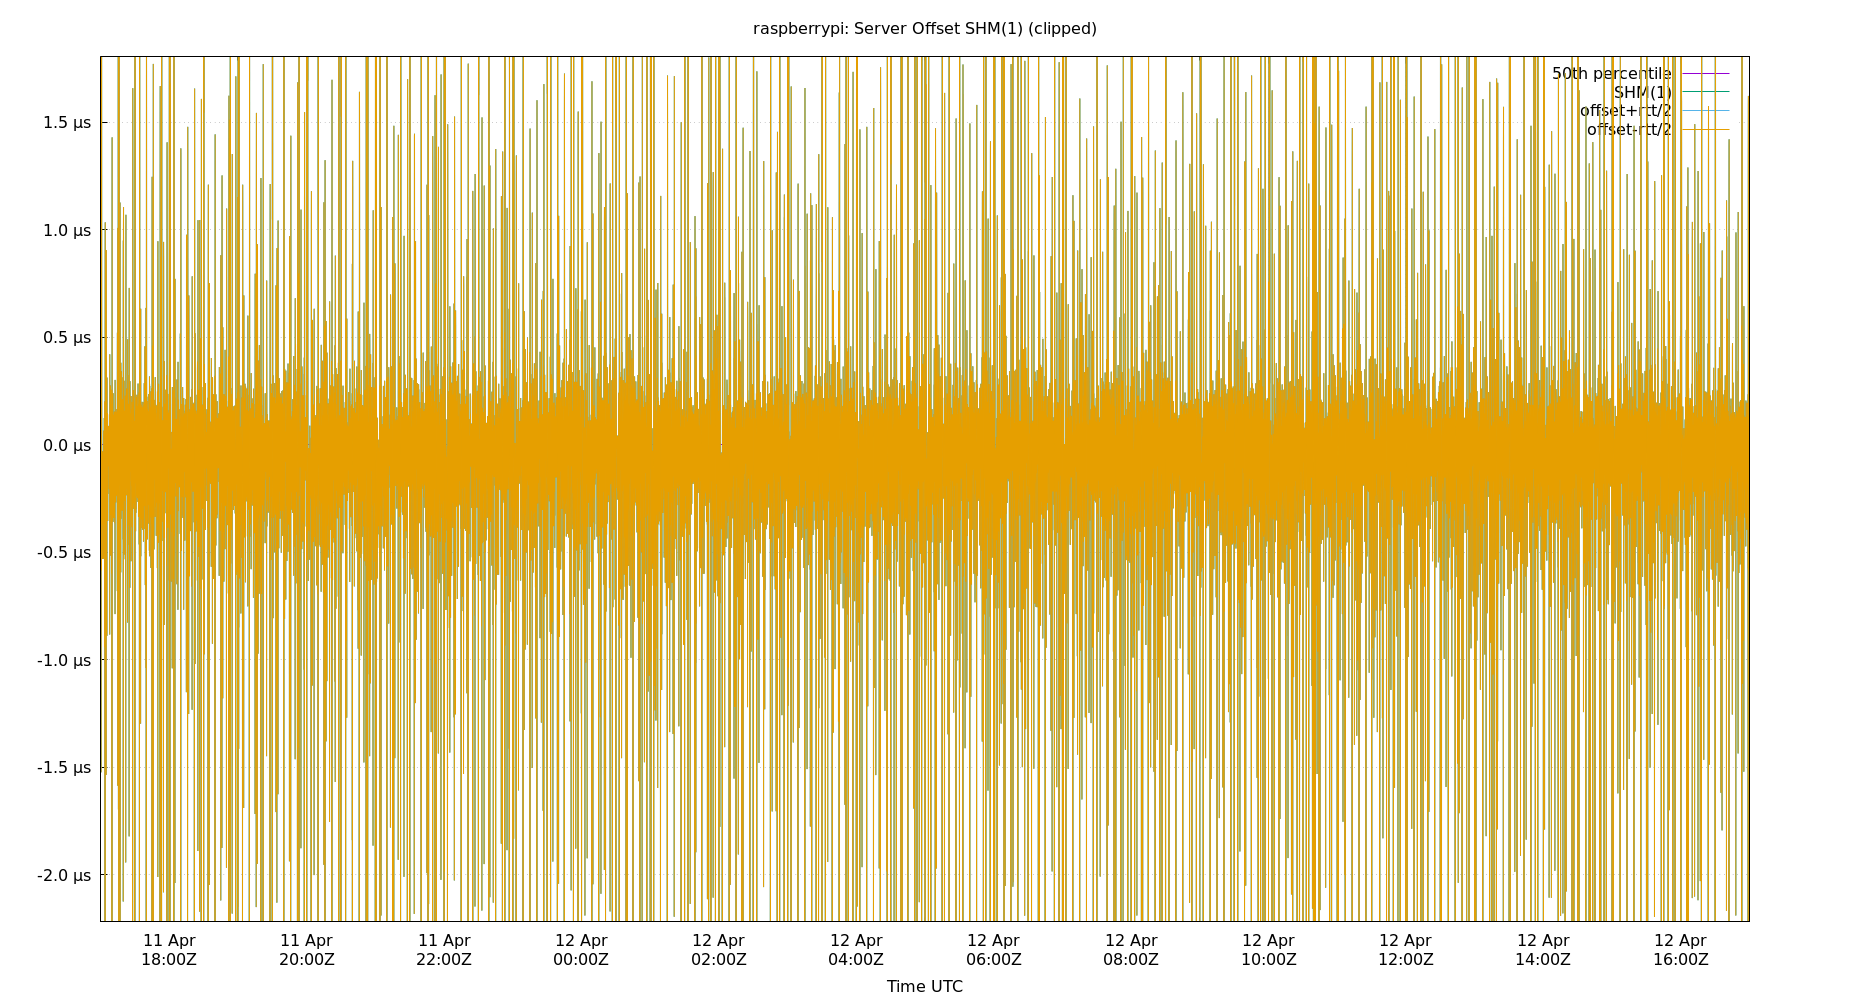 raspberrypi: Server Offset SHM(1) (clipped)
50th percentile
SHM(1)
offset+rtt/2
offset-rtt/2
1.5 µs
1.0 µs
0.5 µs
0.0 µs
-0.5 µs
-1.0 µs
-1.5 µs
-2.0 µs
11 Apr 11 Apr 11 Apr 12 Apr 12 Apr 12 Apr 12 Apr 12 Apr 12 Apr 12 Apr 12 Apr 12 Apr
18:00Z 20:00Z 22:00Z 00:00Z 02:00Z 04:00Z 06:00Z 08:00Z 10:00Z 12:00Z 14:00Z 16:00Z
Time UTC